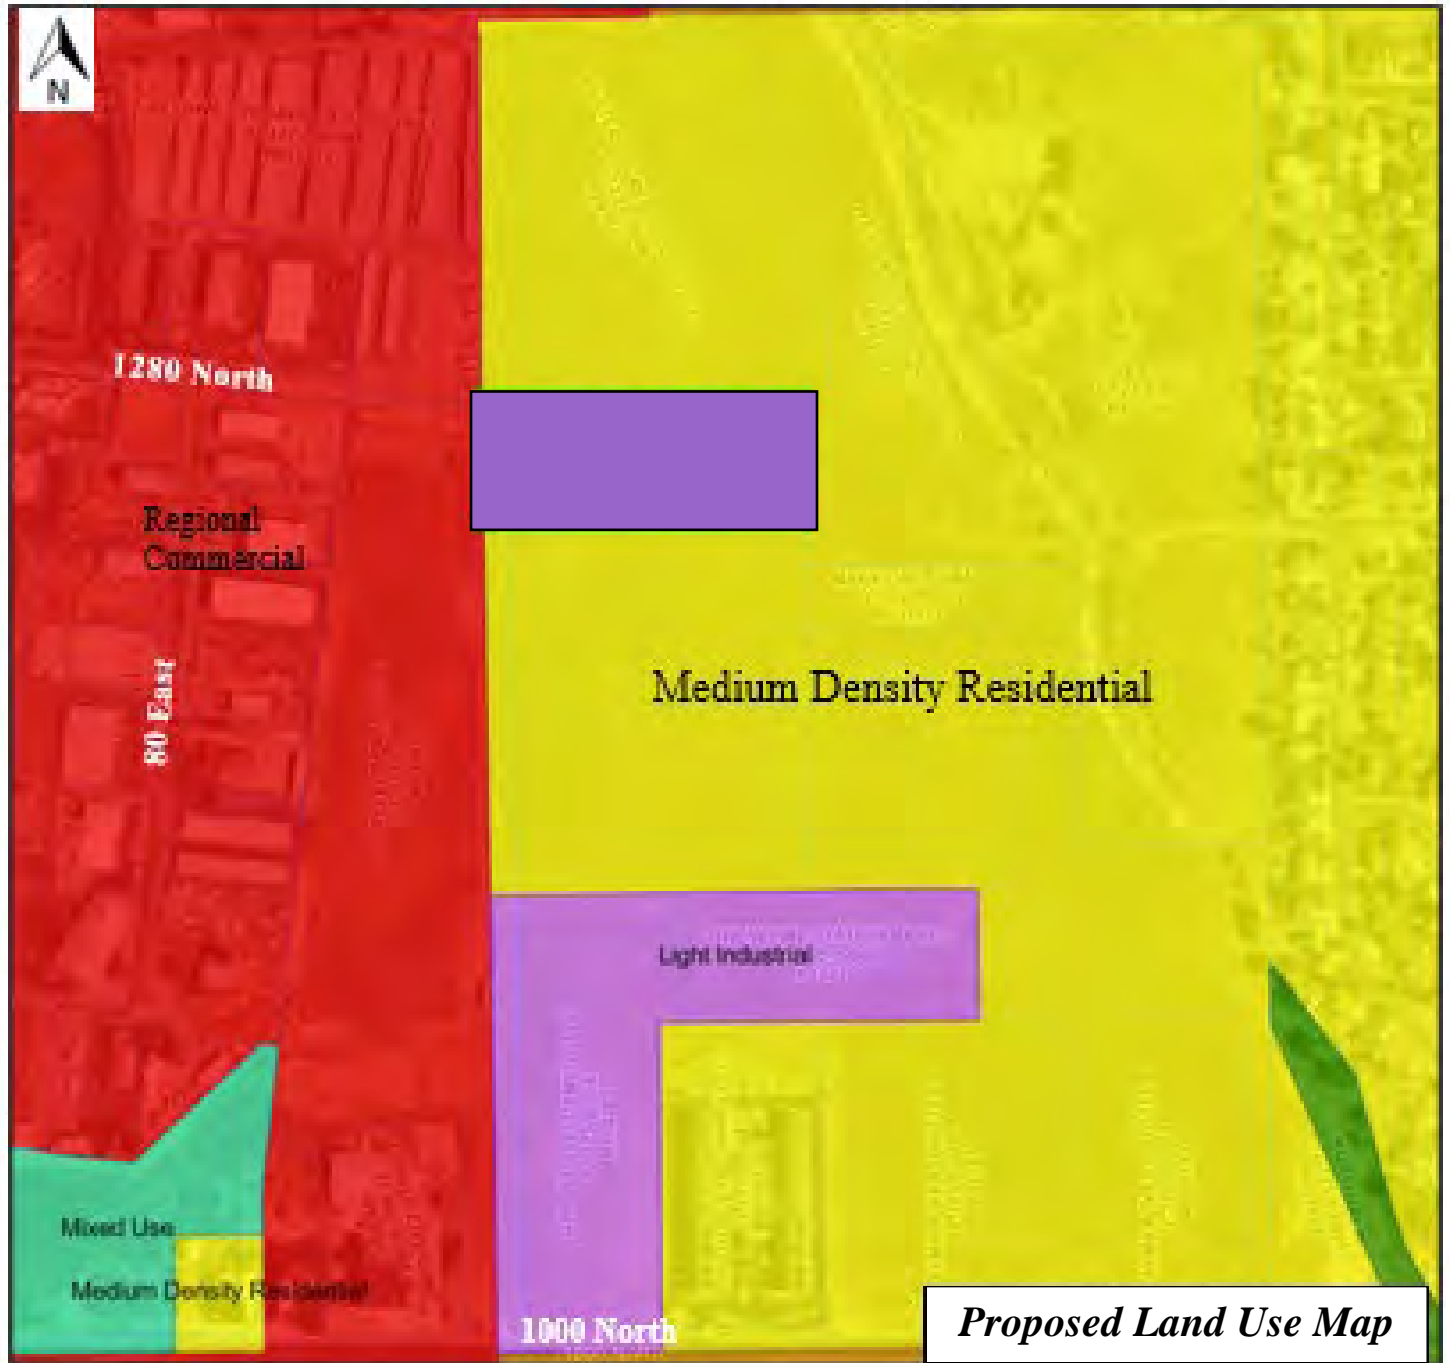 N
1280 North
Regional
Commercial
80 East
Medium Density Residential
Light Industrial
Mixed Use
Medium Density Residential
1000 North
Proposed Land Use Map